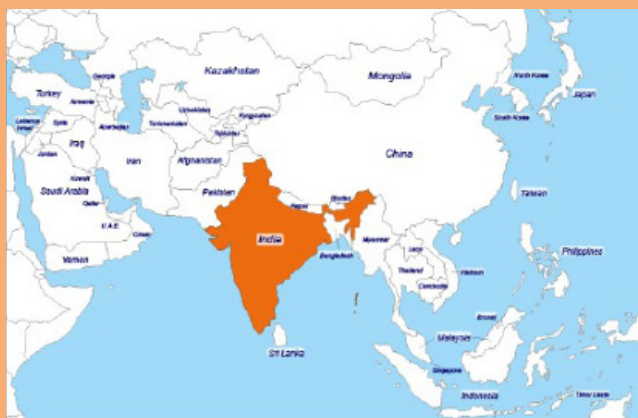 Kazakhstan
Mongolia
Georgia
Turkey
Armenia
Azerbaijan
Uzbekistan
Turkmenistan
Kyrgyzstan
Tajikistan
North Korea
South Korea
Japan
Lebanon
Israel
Syria
Iraq
Jordan
Iran
Afghanistan
China
Kuwait
Pakistan
Saudi Arabia
Qatar
U.A.E.
Oman
Yemen
Nepal
Bhutan
India
Bangladesh
Myanmar
Taiwan
Laos
Thailand
Vietnam
Cambodia
Philippines
Sri Lanka
Brunei
Malaysia
Singapore
Indonesia
Timor Leste